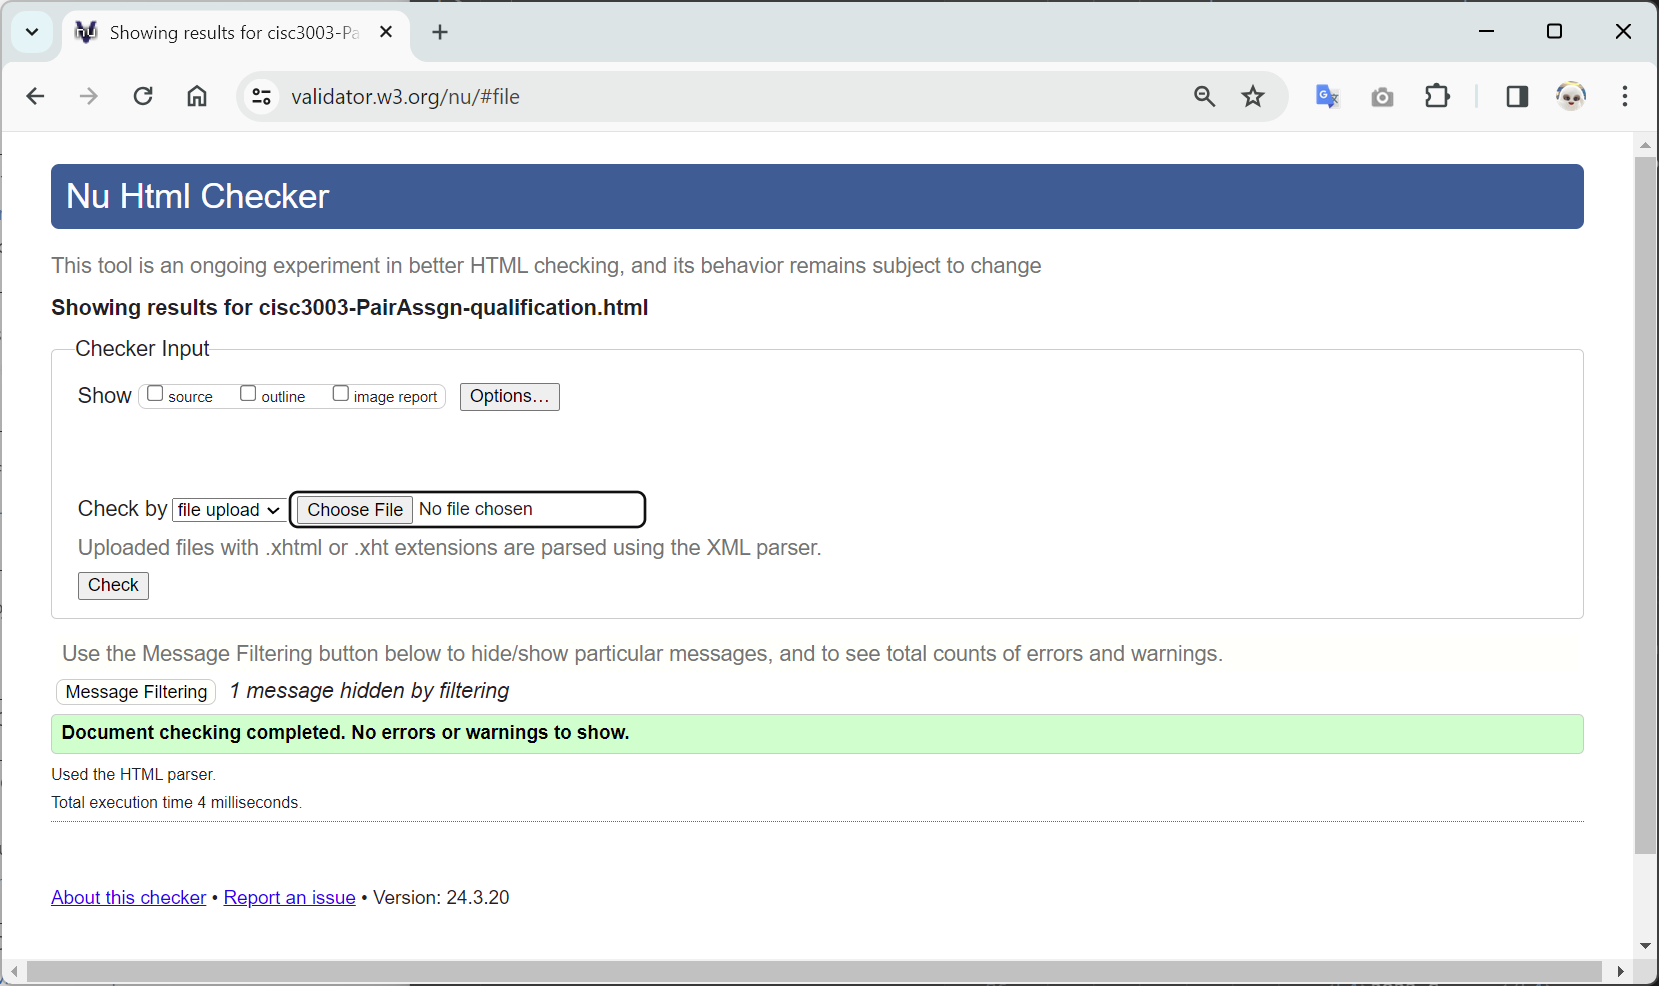 Showing results for cisc3003-Pa
validator.w3.org/nu/#file
Nu Html Checker
This tool is an ongoing experiment in better HTML checking, and its behavior remains subject to change
Showing results for cisc3003-PairAssgn-qualification.html
Checker Input
Show source outline image report Options…
Check by file upload Choose File No file chosen
Uploaded files with .xhtml or .xht extensions are parsed using the XML parser.
Check
Use the Message Filtering button below to hide/show particular messages, and to see total counts of errors and warnings.
Message Filtering 1 message hidden by filtering
Document checking completed. No errors or warnings to show.
Used the HTML parser.
Total execution time 4 milliseconds.
About this checker • Report an issue • Version: 24.3.20